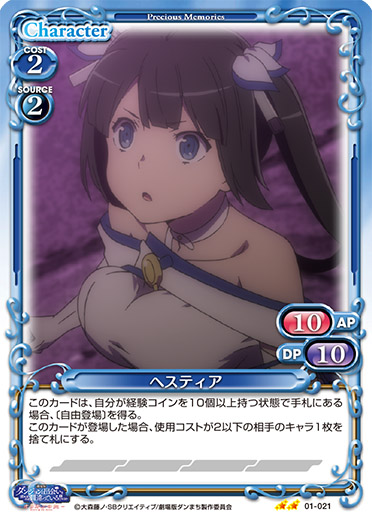 Precious Memories
Character
COST
2
SOURCE
2
10 AP
DP 10
ヘスティア
このカードは、自分が経験コインを10個以上持つ状態で手札にある
場合、〔自由登場〕を得る。
このカードが登場した場合、使用コストが2以下の相手のキャラ1枚を
捨て札にする。
©大森藤ノ・SBクリエイティブ/劇場版ダンまち製作委員会
01-021